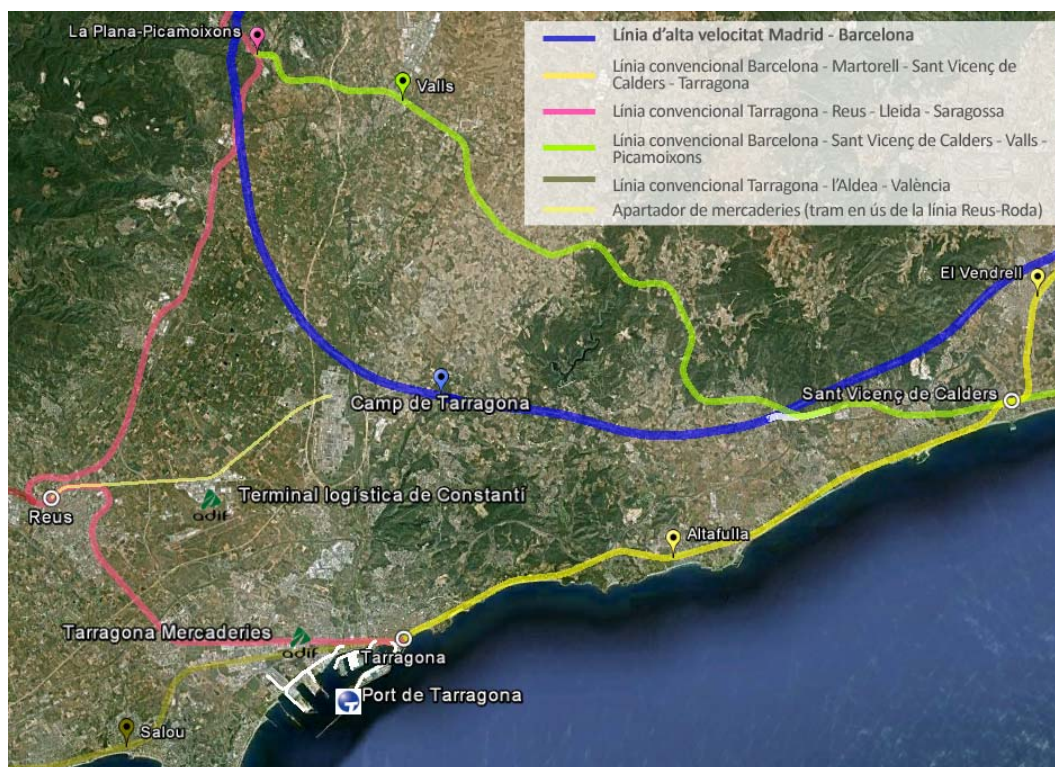 La Plana-Picamoixons
Línia d'alta velocitat Madrid - Barcelona
Línia convencional Barcelona - Martorell - Sant Vicenç de
Calders - Tarragona
Valls
Línia convencional Tarragona - Reus - Lleida - Saragossa
Línia convencional Barcelona - Sant Vicenç de Calders - Valls -
Picamoixons
Línia convencional Tarragona - l'Aldea - València
Apartador de mercaderies (tram en ús de la línia Reus-Roda)
El Vendrell
Sant Vicenç de Calders
Camp de Tarragona
Terminal logística de Constantí
adif
Reus
Altafulla
Tarragona Mercaderies
adif
Tarragona
Port de Tarragona
Salou